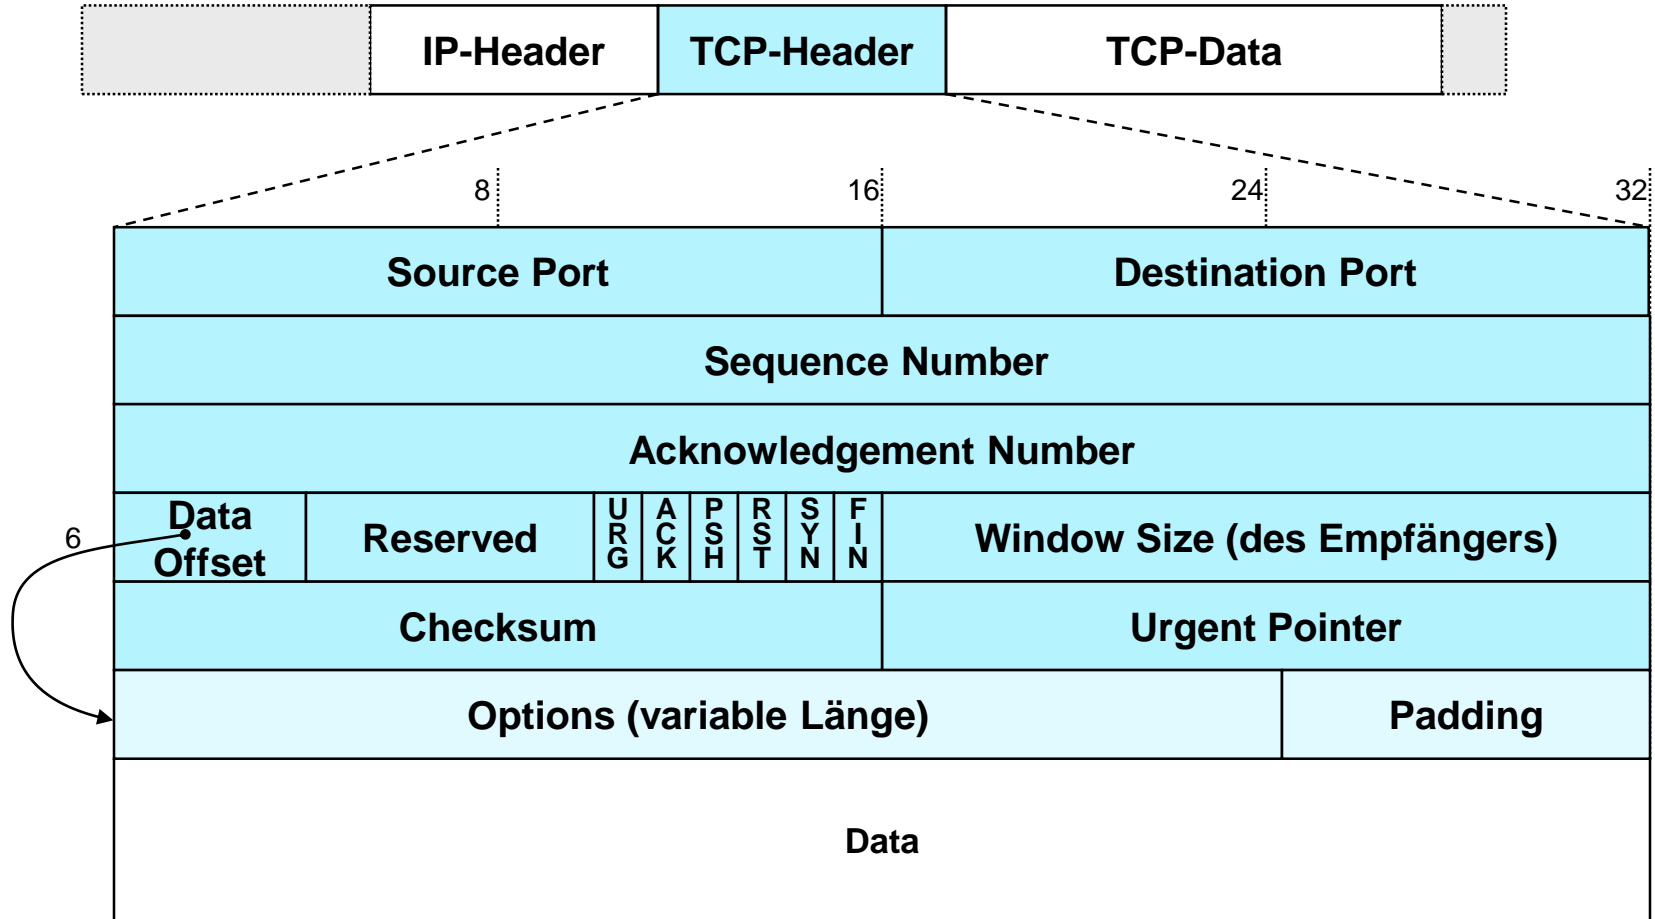 IP-Header TCP-Header TCP-Data
8 16 24 32
Source Port Destination Port
Sequence Number
Acknowledgement Number
Data Offset Reserved URG ACK PSH RST SYN FIN Window Size (des Empfängers)
6
Checksum Urgent Pointer
Options (variable Länge) Padding
Data